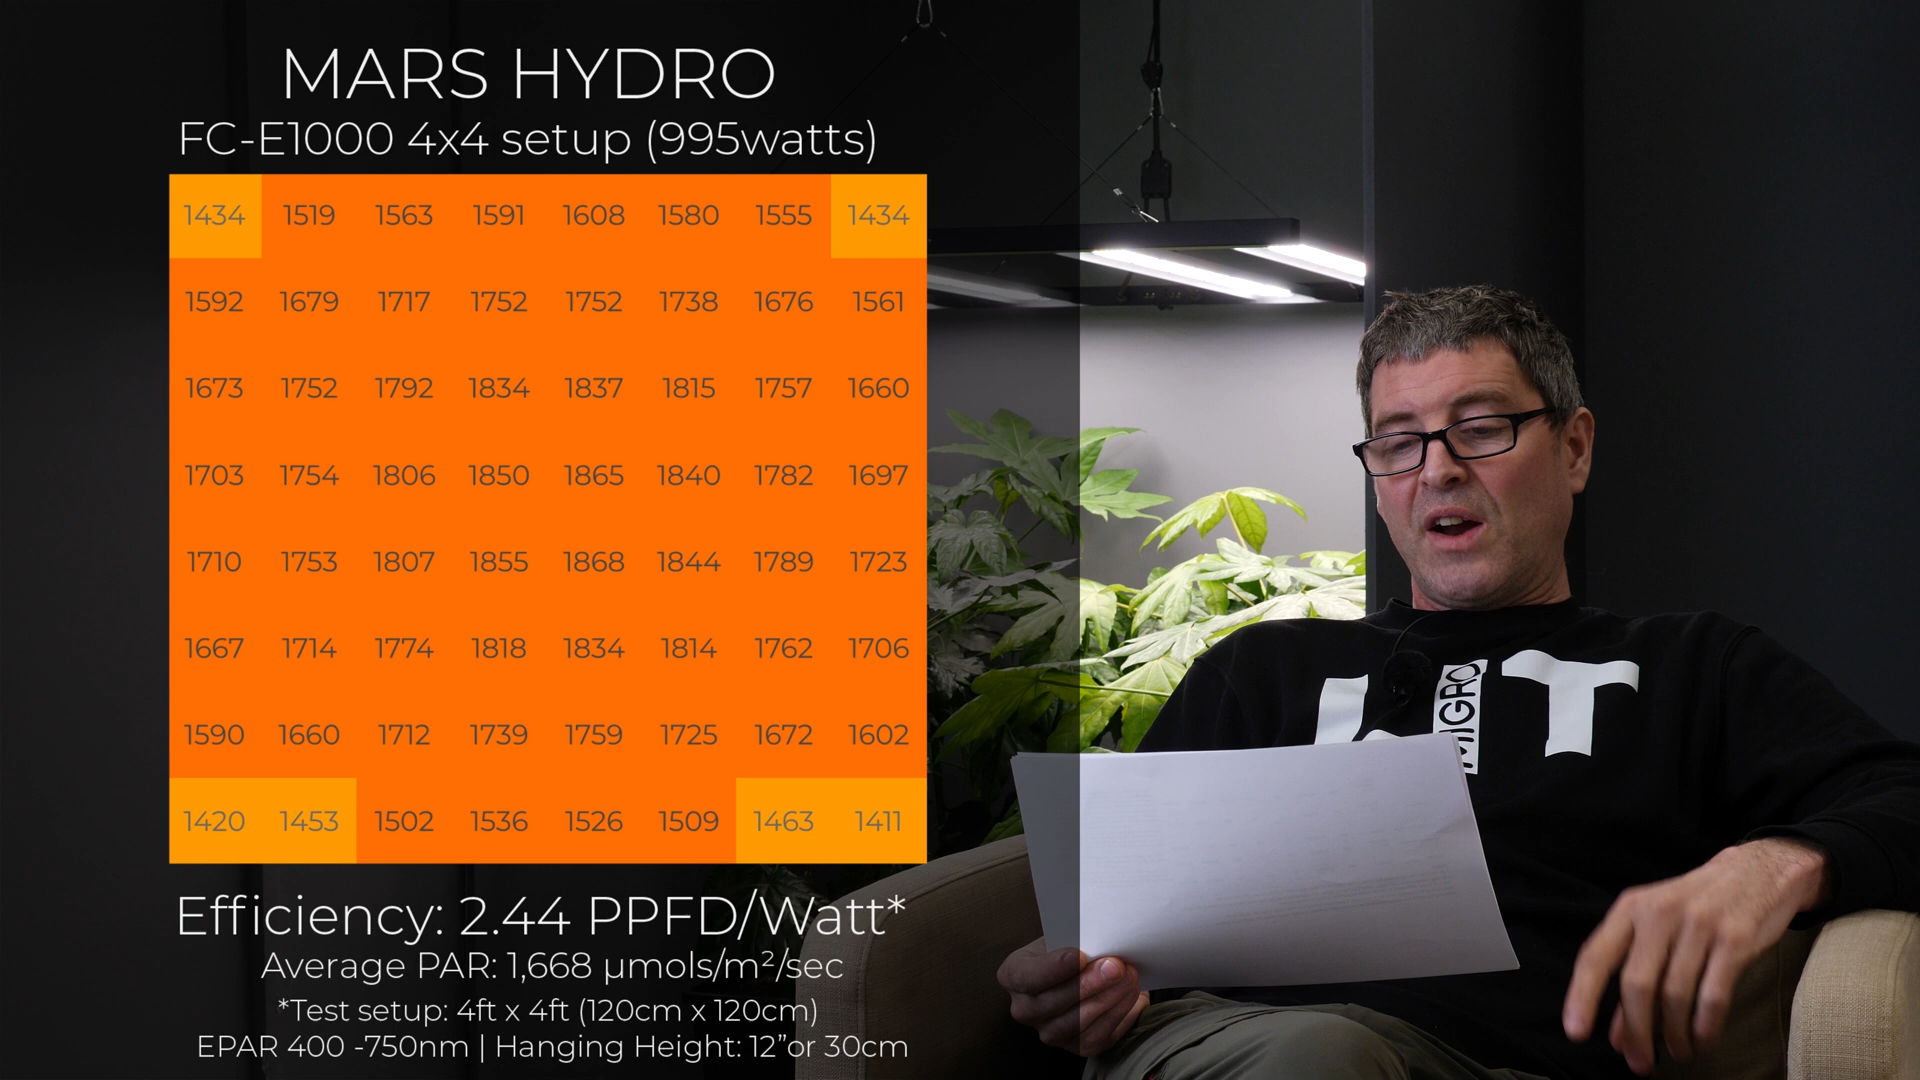 MARS HYDRO
FC-E1000 4x4 setup (995watts)
1434 1519 1563 1591 1608 1580 1555 1434
1592 1679 1717 1752 1752 1738 1676 1561
1673 1752 1792 1834 1837 1815 1757 1660
1703 1754 1806 1850 1865 1840 1782 1697
1710 1753 1807 1855 1868 1844 1789 1723
1667 1714 1774 1818 1834 1814 1762 1706
1590 1660 1712 1739 1759 1725 1672 1602
1420 1453 1502 1536 1526 1509 1463 1411
Efficiency: 2.44 PPFD/Watt*
Average PAR: 1,668 µmols/m²/sec
*Test setup: 4ft x 4ft (120cm x 120cm)
EPAR 400 -750nm | Hanging Height: 12”or 30cm
MIGRO